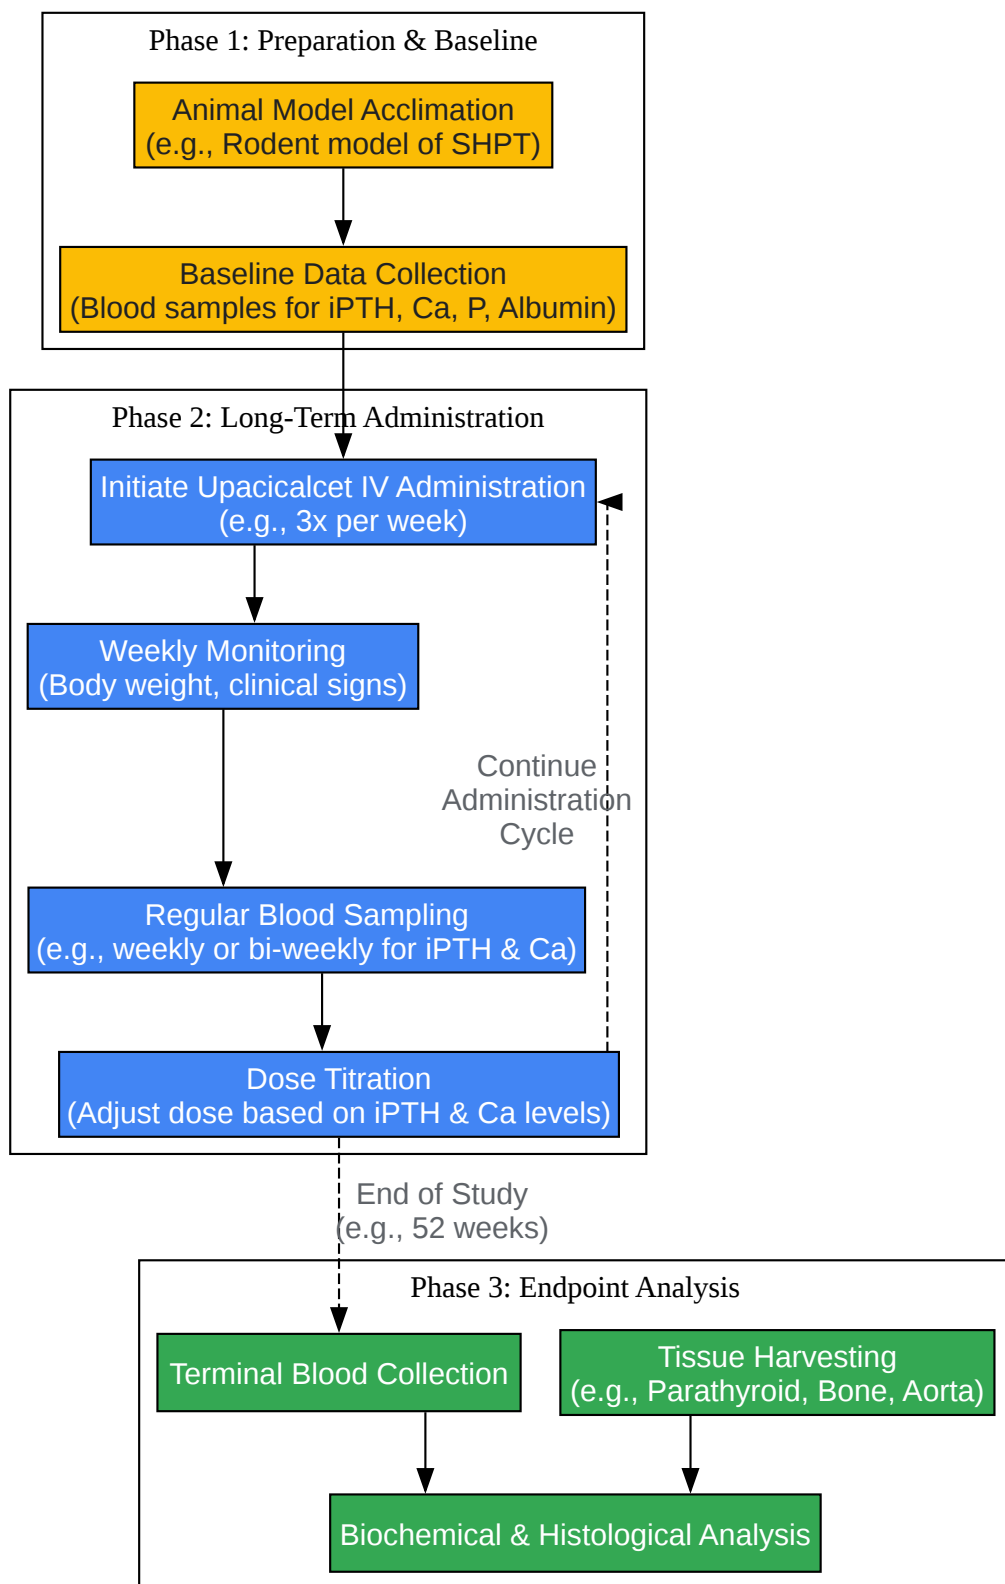 Phase 1: Preparation & Baseline
Animal Model Acclimation
(e.g., Rodent model of SHPT)
Baseline Data Collection
(Blood samples for iPTH, Ca, P, Albumin)
Phase 2: Long-Term Administration
Initiate Upacicalcet IV Administration
(e.g., 3x per week)
Weekly Monitoring
(Body weight, clinical signs)
Continue
Administration
Cycle
Regular Blood Sampling
(e.g., weekly or bi-weekly for iPTH & Ca)
Dose Titration
(Adjust dose based on iPTH & Ca levels)
End of Study
(e.g., 52 weeks)
Phase 3: Endpoint Analysis
Terminal Blood Collection
Tissue Harvesting
(e.g., Parathyroid, Bone, Aorta)
Biochemical & Histological Analysis